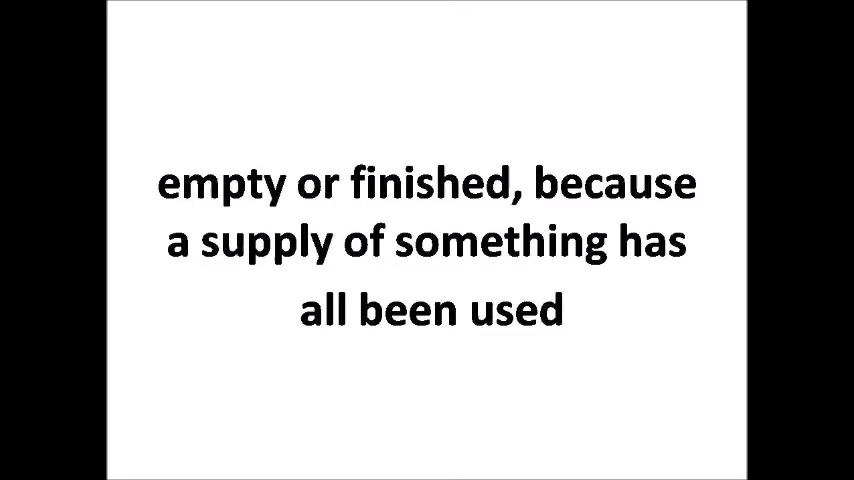 empty or finished, because
a supply of something has
all been used